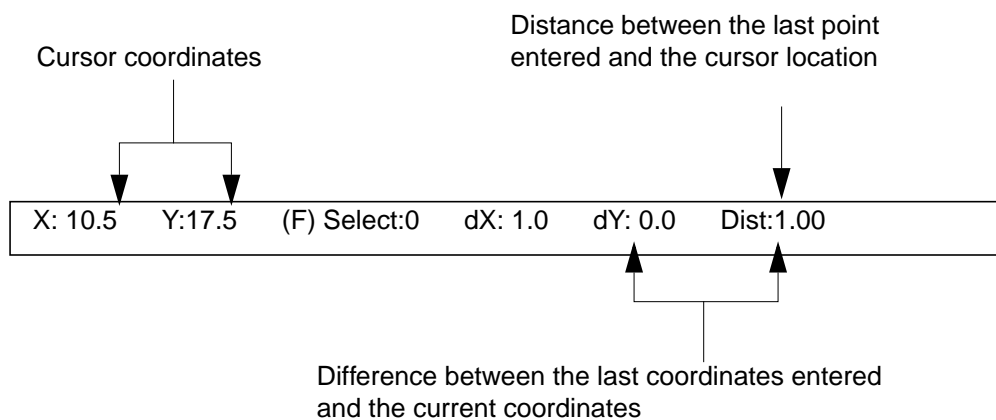 Distance between the last point
entered and the cursor location
Cursor coordinates
X: 10.5 Y:17.5 (F) Select:0 dX: 1.0 dY: 0.0 Dist:1.00
Difference between the last coordinates entered
and the current coordinates